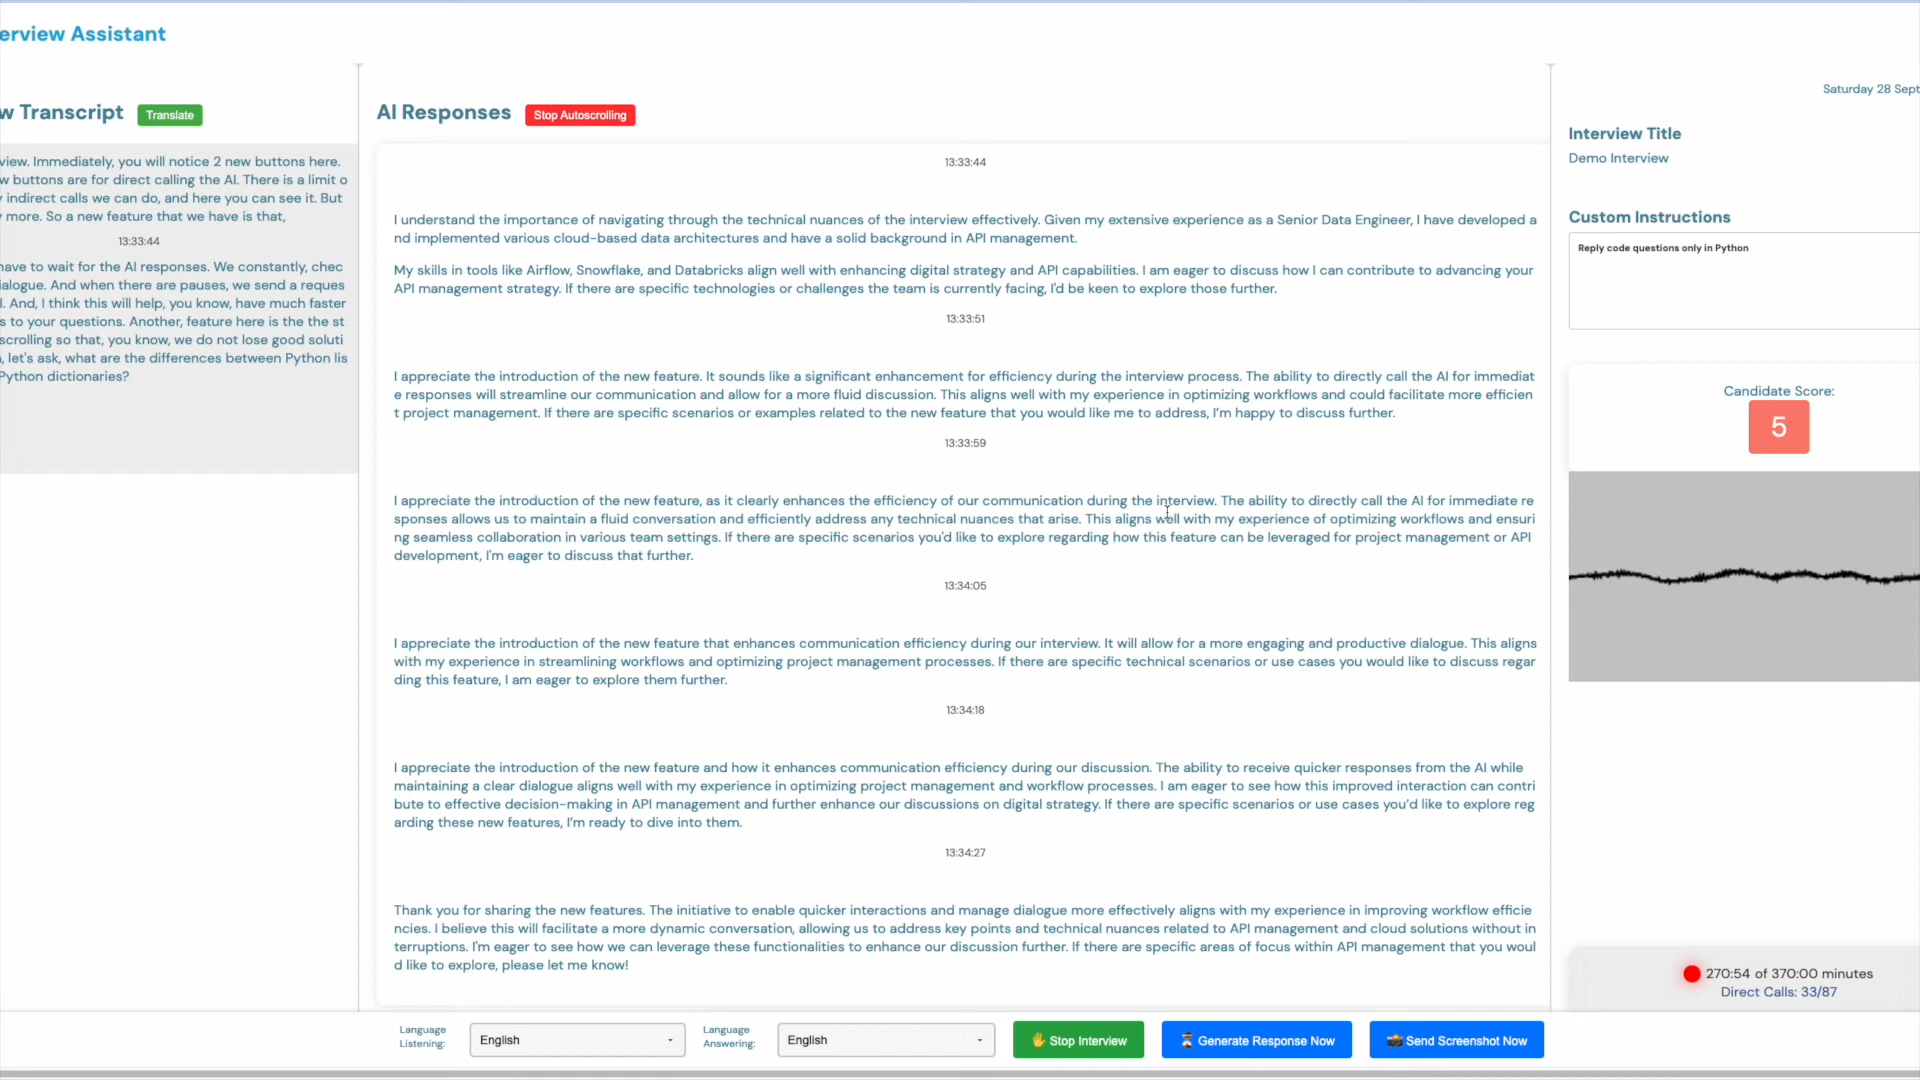 erview Assistant
w Transcript
Translate
view. Immediately, you will notice 2 new buttons here.
w buttons are for direct calling the AI. There is a limit o
y indirect calls we can do, and here you can see it. But
y more. So a new feature that we have is that,
13:33:44
have to wait for the AI responses. We constantly, chec
ialogue. And when there are pauses, we send a reques
I. And, I think this will help, you know, have much faster
s to your questions. Another, feature here is the the st
scrolling so that, you know, we do not lose good soluti
, let's ask, what are the differences between Python lis
Python dictionaries?
AI Responses
Stop Autoscrolling
13:33:44
I understand the importance of navigating through the technical nuances of the interview effectively. Given my extensive experience as a Senior Data Engineer, I have developed a
nd implemented various cloud-based data architectures and have a solid background in API management.
My skills in tools like Airflow, Snowflake, and Databricks align well with enhancing digital strategy and API capabilities. I am eager to discuss how I can contribute to advancing your
API management strategy. If there are specific technologies or challenges the team is currently facing, I'd be keen to explore those further.
13:33:51
I appreciate the introduction of the new feature. It sounds like a significant enhancement for efficiency during the interview process. The ability to directly call the AI for immediat
e responses will streamline our communication and allow for a more fluid discussion. This aligns well with my experience in optimizing workflows and could facilitate more efficien
t project management. If there are specific scenarios or examples related to the new feature that you would like me to address, I'm happy to discuss further.
13:33:59
I appreciate the introduction of the new feature, as it clearly enhances the efficiency of our communication during the interview. The ability to directly call the AI for immediate re
sponses allows us to maintain a fluid conversation and efficiently address any technical nuances that arise. This aligns well with my experience of optimizing workflows and ensuri
ng seamless collaboration in various team settings. If there are specific scenarios you'd like to explore regarding how this feature can be leveraged for project management or API
development, I'm eager to discuss that further.
13:34:05
I appreciate the introduction of the new feature that enhances communication efficiency during our interview. It will allow for a more engaging and productive dialogue. This aligns
with my experience in streamlining workflows and optimizing project management processes. If there are specific technical scenarios or use cases you would like to discuss regar
ding this feature, I am eager to explore them further.
13:34:18
I appreciate the introduction of the new feature and how it enhances communication efficiency during our discussion. The ability to receive quicker responses from the AI while
maintaining a clear dialogue aligns well with my experience in optimizing project management and workflow processes. I am eager to see how this improved interaction can contri
bute to effective decision-making in API management and further enhance our discussions on digital strategy. If there are specific scenarios or use cases you'd like to explore reg
arding these new features, I'm ready to dive into them.
13:34:27
Thank you for sharing the new features. The initiative to enable quicker interactions and manage dialogue more effectively aligns with my experience in improving workflow efficie
ncies. I believe this will facilitate a more dynamic conversation, allowing us to address key points and technical nuances related to API management and cloud solutions without in
terruptions. I'm eager to see how we can leverage these functionalities to enhance our discussion further. If there are specific areas of focus within API management that you woul
d like to explore, please let me know!
Saturday 28 Sept
Interview Title
Demo Interview
Custom Instructions
Reply code questions only in Python
Candidate Score:
5
270:54 of 370:00 minutes
Direct Calls: 33/87
Language
Listening:
English
Language
Answering:
English
Stop Interview
Generate Response Now
Send Screenshot Now